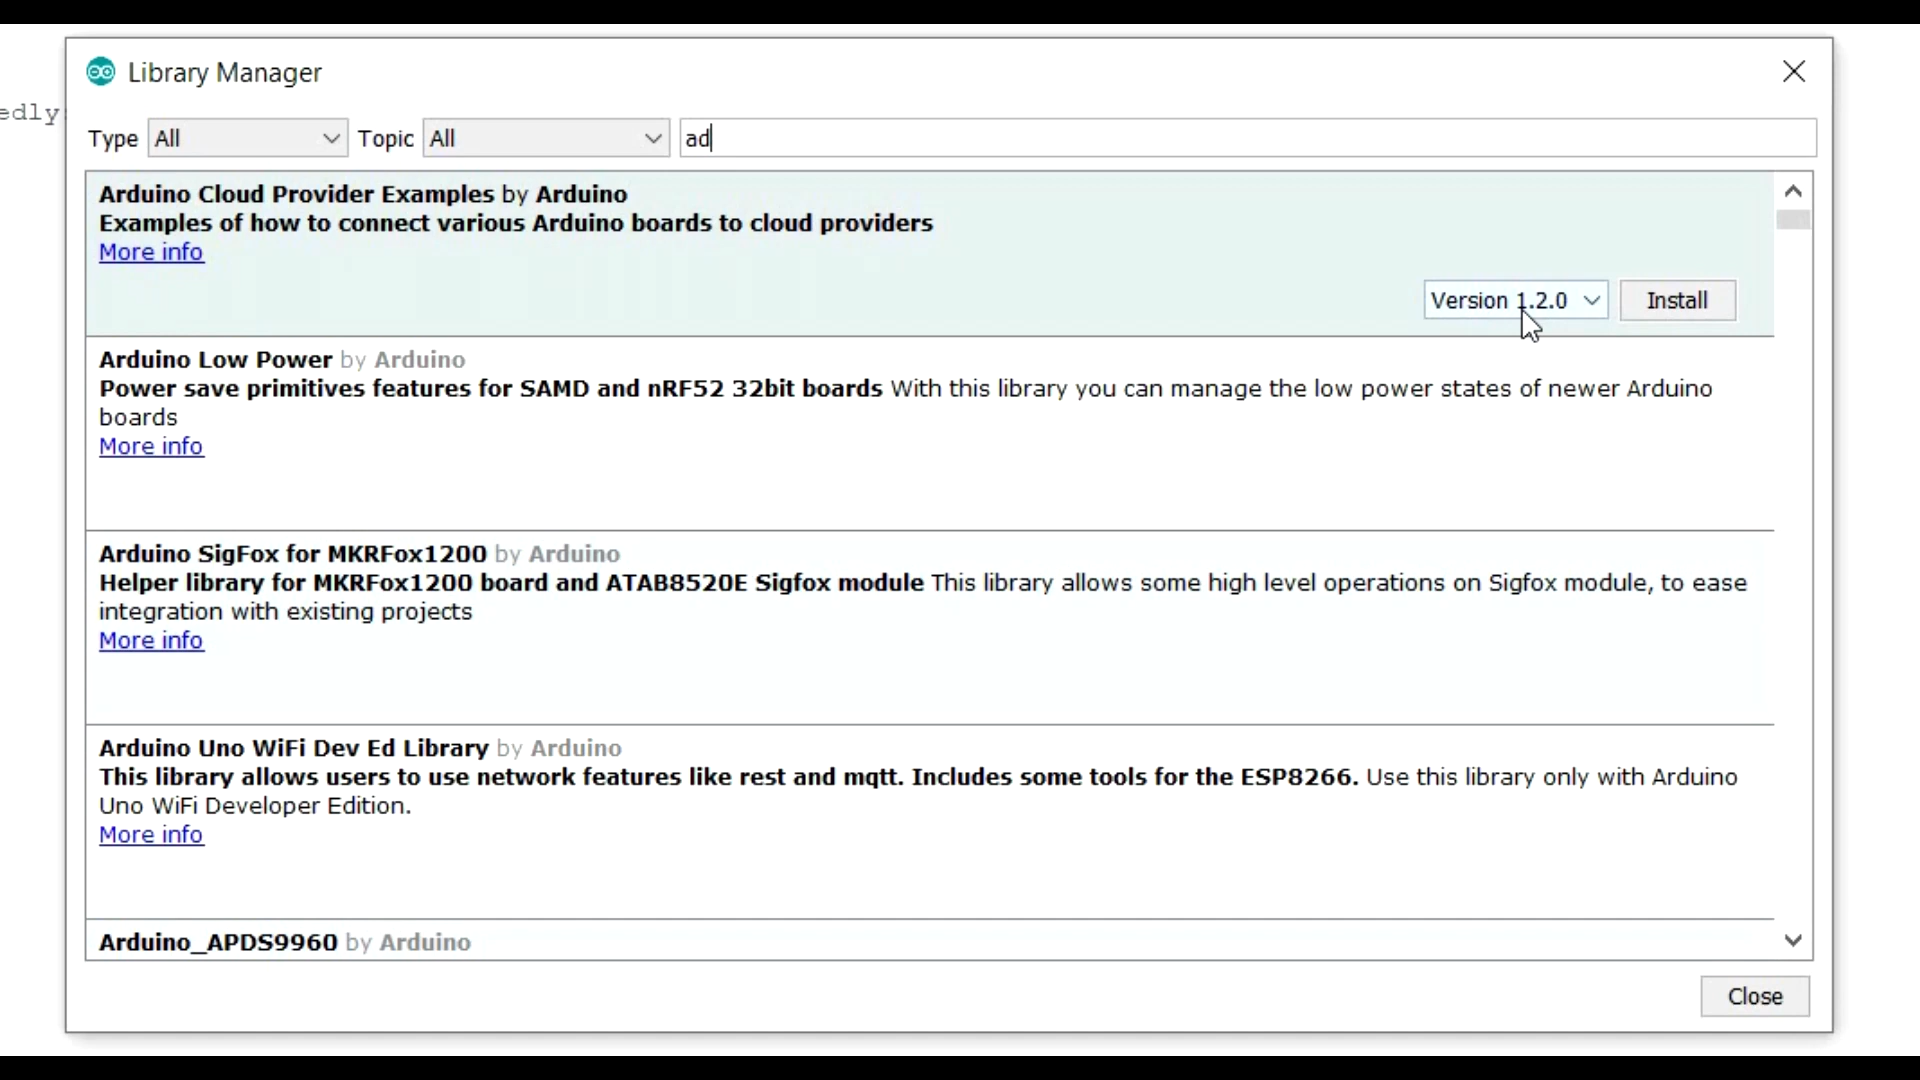 Library Manager
edly:
Type All Topic All ad
Arduino Cloud Provider Examples by Arduino
Examples of how to connect various Arduino boards to cloud providers
More info
Version 1.2.0 Install
Arduino Low Power by Arduino
Power save primitives features for SAMD and nRF52 32bit boards With this library you can manage the low power states of newer Arduino
boards
More info
Arduino SigFox for MKRFox1200 by Arduino
Helper library for MKRFox1200 board and ATAB8520E Sigfox module This library allows some high level operations on Sigfox module, to ease
integration with existing projects
More info
Arduino Uno WiFi Dev Ed Library by Arduino
This library allows users to use network features like rest and mqtt. Includes some tools for the ESP8266. Use this library only with Arduino
Uno WiFi Developer Edition.
More info
Arduino_APDS9960 by Arduino
Close